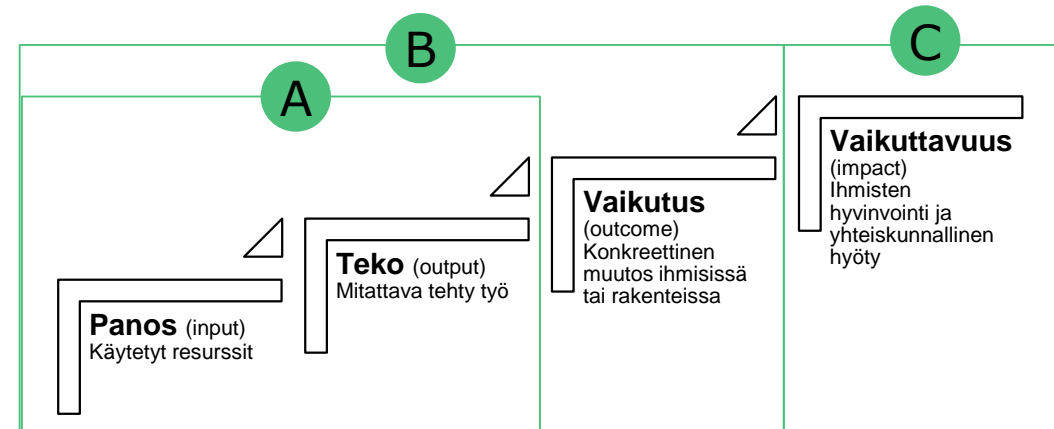 B
C
A
Panos (input)
Käytetyt resurssit
Teko (output)
Mitattava tehty työ
Vaikutus
(outcome)
Konkreettinen
muutos ihmisissä
tai rakenteissa
Vaikuttavuus
(impact)
Ihmisten
hyvinvointi ja
yhteiskunnallinen
hyöty